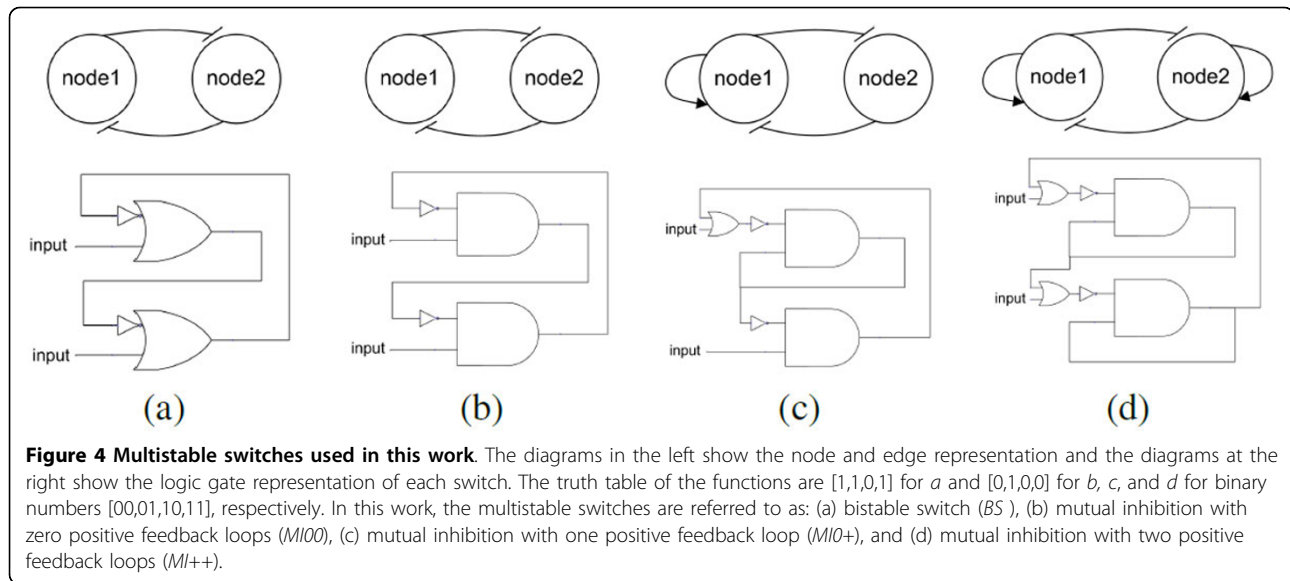 node1 node2 node1 node2 node1 node2 node1 node2
input input input input
input input input input
(a) (b) (c) (d)
Figure 4 Multistable switches used in this work. The diagrams in the left show the node and edge representation and the diagrams at the
right show the logic gate representation of each switch. The truth table of the functions are [1,1,0,1] for a and [0,1,0,0] for b, c, and d for binary
numbers [00,01,10,11], respectively. In this work, the multistable switches are referred to as: (a) bistable switch (BS ), (b) mutual inhibition with
zero positive feedback loops (MI00), (c) mutual inhibition with one positive feedback loop (MI0+), and (d) mutual inhibition with two positive
feedback loops (MI++).